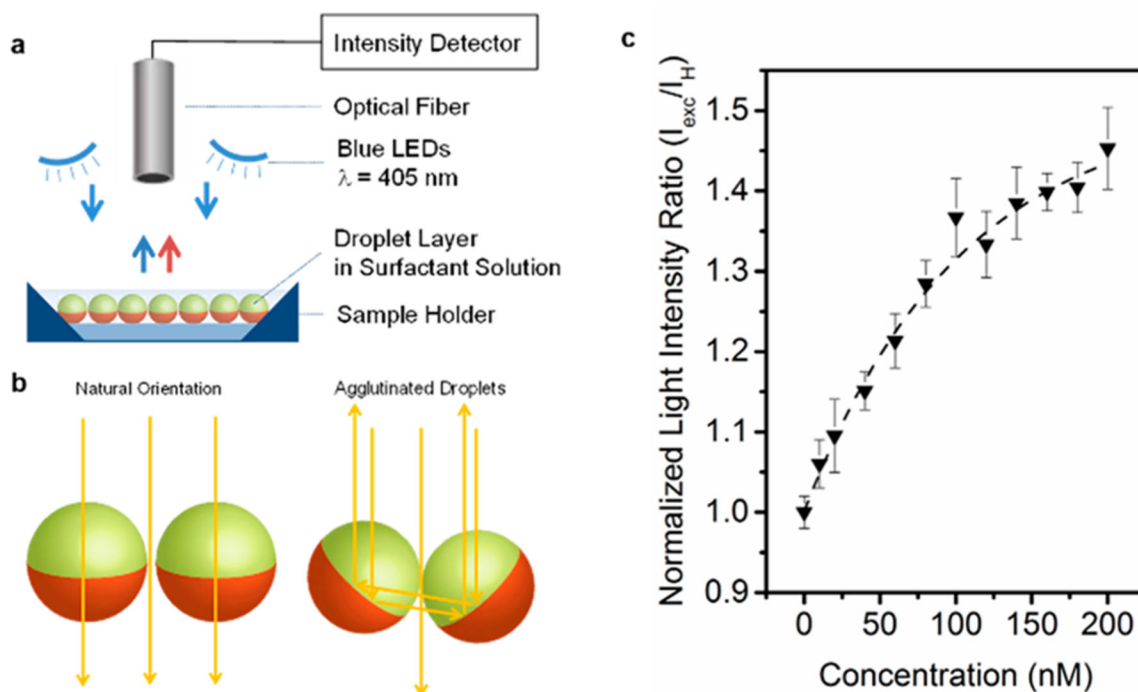 a
Intensity Detector
Optical Fiber
Blue LEDs
λ = 405 nm
Droplet Layer
in Surfactant Solution
Sample Holder
b
Natural Orientation
Agglutinated Droplets
c
Normalized Light Intensity Ratio (I_exc/I_H)
1.5
1.4
1.3
1.2
1.1
1.0
0.9
0
50
100
150
200
Concentration (nM)